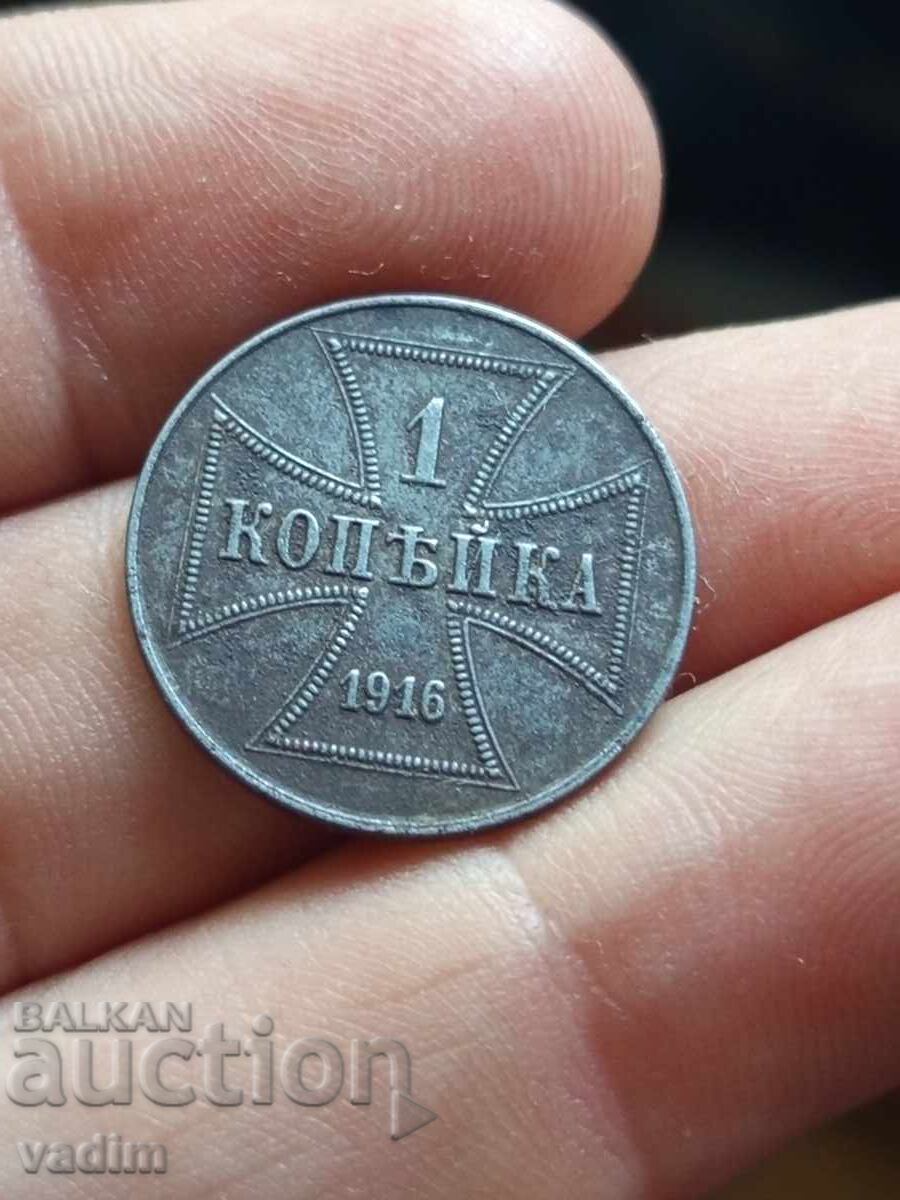 1
КОПѢЙКА
1916
BALKAN
auction
vadim